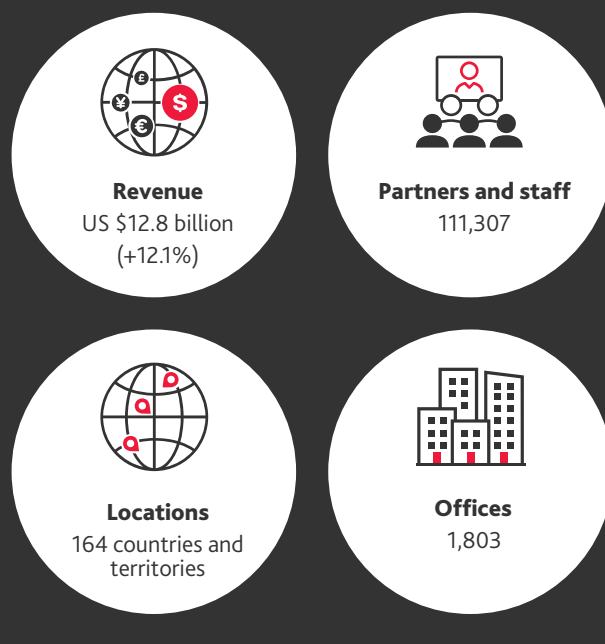 £
¥
$
€
Revenue
US $12.8 billion
(+12.1%)
Partners and staff
111,307
Locations
164 countries and
territories
Offices
1,803